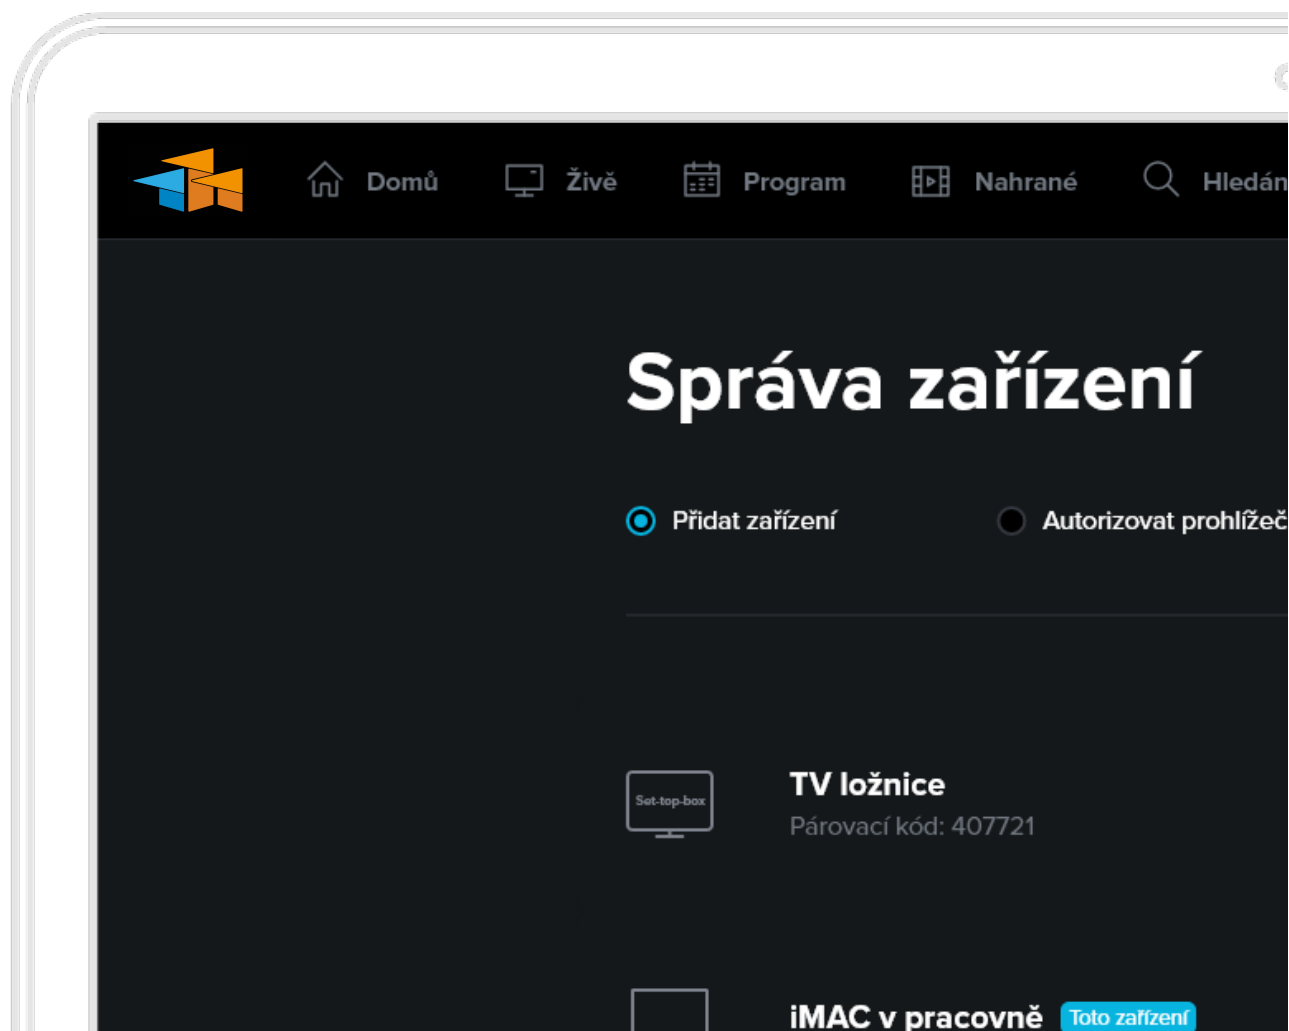 Domů Živě Program Nahrané Hledán
Správa zařízení
Přidat zařízení Autorizovat prohlížeč
Set-top-box
TV ložnice
Párovací kód: 407721
iMAC v pracovně Toto zařízení